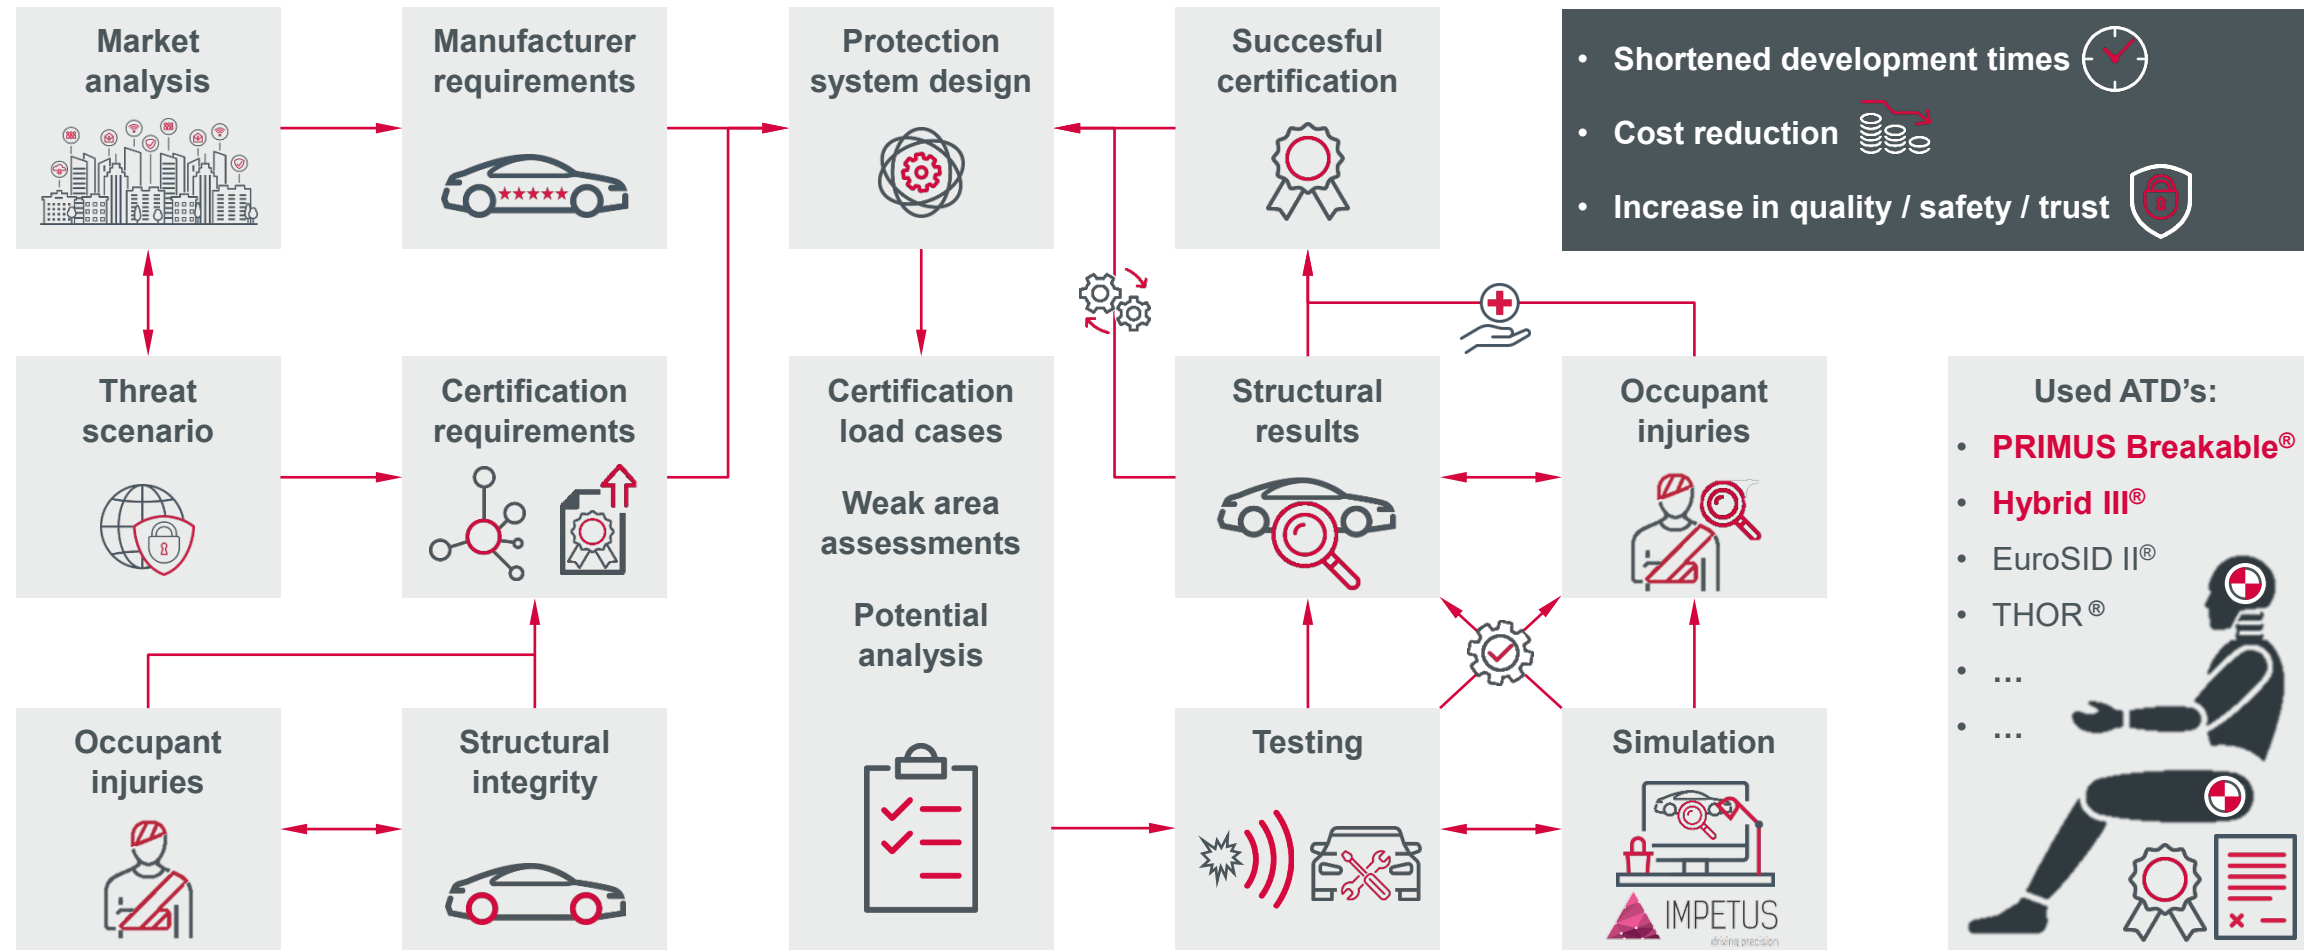 Market
analysis
Manufacturer
requirements
Protection
system design
Succesful
certification
• Shortened development times
• Cost reduction
• Increase in quality / safety / trust
Threat
scenario
Certification
requirements
Certification
load cases
Weak area
assessments
Potential
analysis
Structural
results
Occupant
injuries
Used ATD’s:
• PRIMUS Breakable®
• Hybrid III®
• EuroSID II®
• THOR ®
• ...
• ...
Occupant
injuries
Structural
integrity
Testing
Simulation
IMPETUS
driving precision